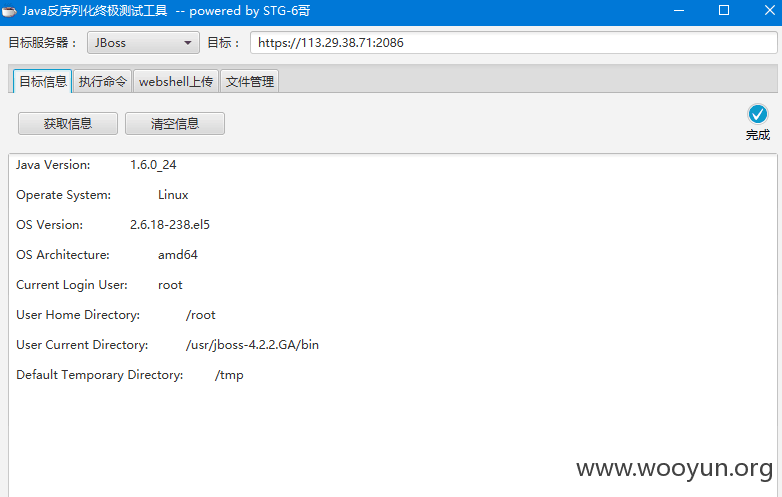 Java反序列化终极测试工具 -- powered by STG-6哥
目标服务器： JBoss 目标： https://113.29.38.71:2086
目标信息 执行命令 webshell上传 文件管理
获取信息 清空信息
完成
Java Version: 1.6.0_24
Operate System: Linux
OS Version: 2.6.18-238.el5
OS Architecture: amd64
Current Login User: root
User Home Directory: /root
User Current Directory: /usr/jboss-4.2.2.GA/bin
Default Temporary Directory: /tmp
www.wooyun.org